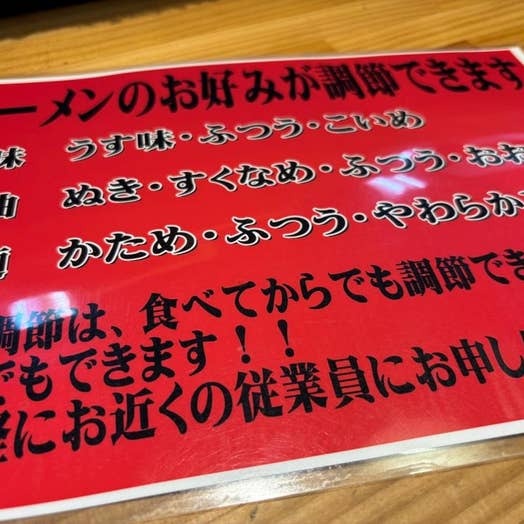 ーメンのお好みが調節できます
味 うす味・ふつう・こいめ
油 ぬき・すくなめ・ふつう・おお
かため・ふつう・やわらか
調節は、食べてからでも調節でき
でもできます!!
軽にお近くの従業員にお申し